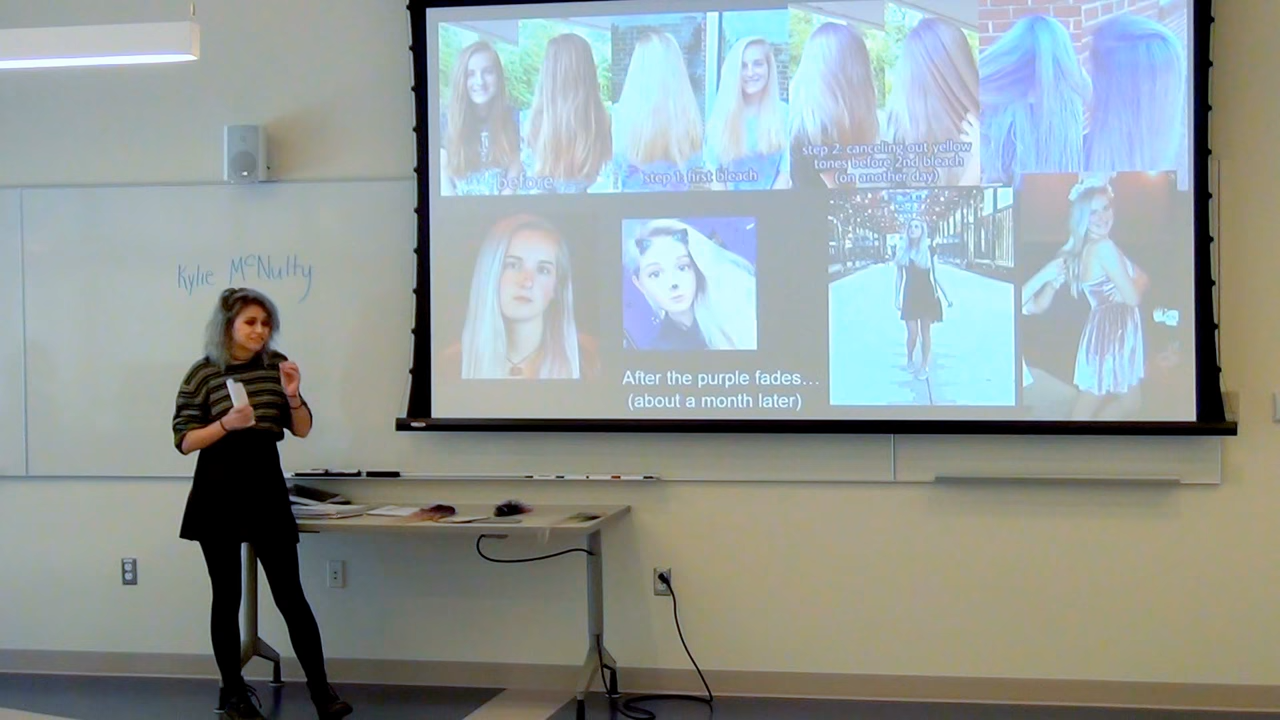 before
step 1 first bleach
step 2: canceling out yellow
tones before 2nd bleach
(on another day)
Kylie McNulty
After the purple fades...
(about a month later)